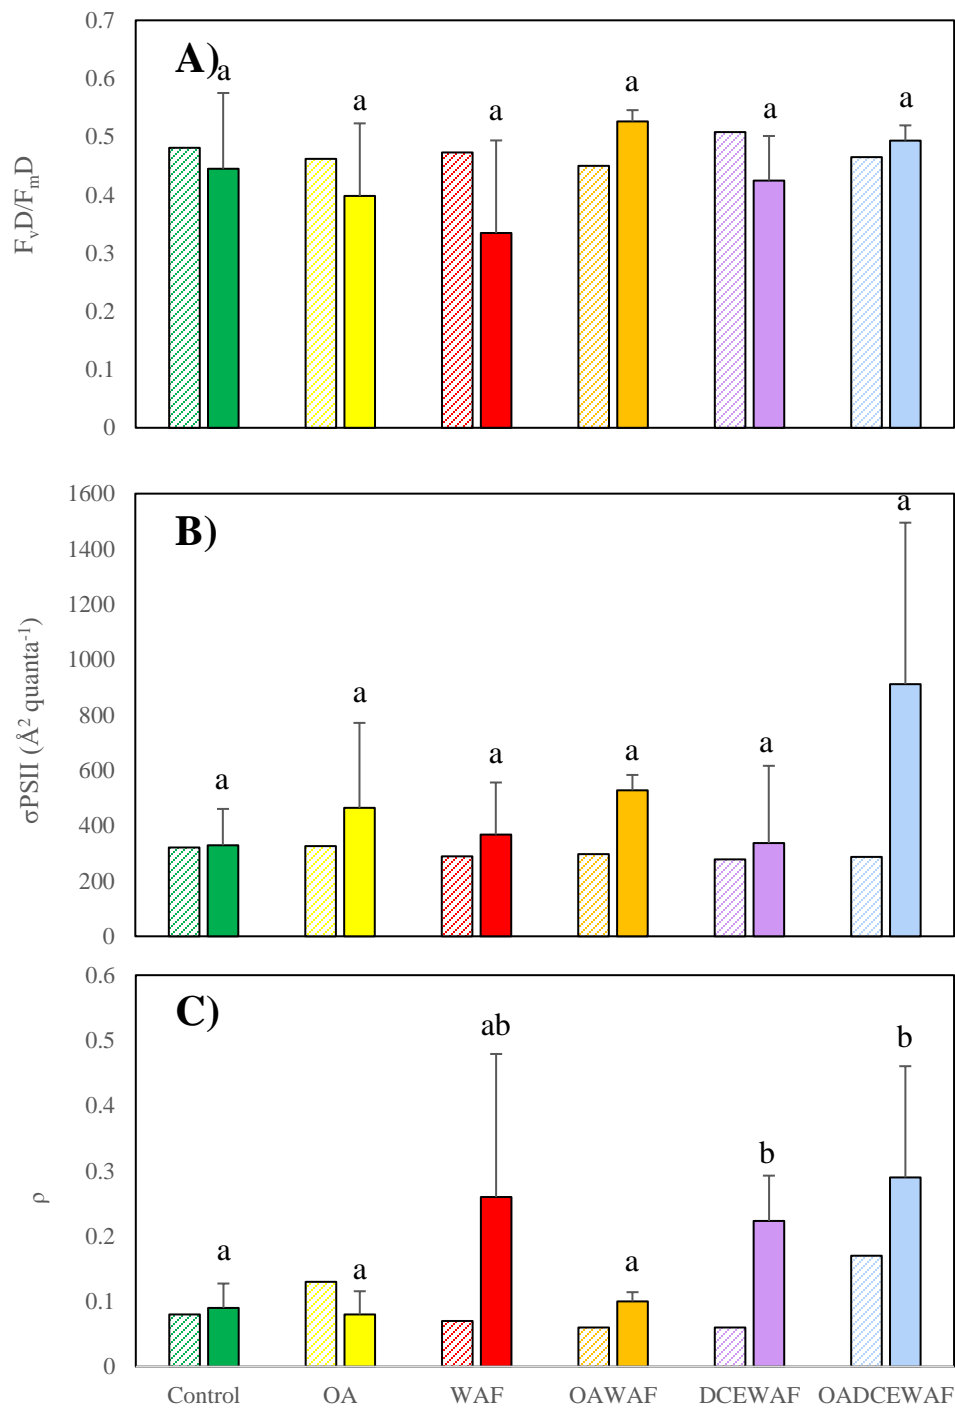 A)
0.7
0.6
0.5
0.4
0.3
0.2
0.1
0
FᵥD/FₘD
a a a a a a
B)
1600
1400
1200
1000
800
600
400
200
0
σPSII (Å² quanta⁻¹)
a a a a a a
C)
0.6
0.5
0.4
0.3
0.2
0.1
0
ρ
a a ab a b b
Control OA WAF OAWAF DCEWAF OADCEWAF